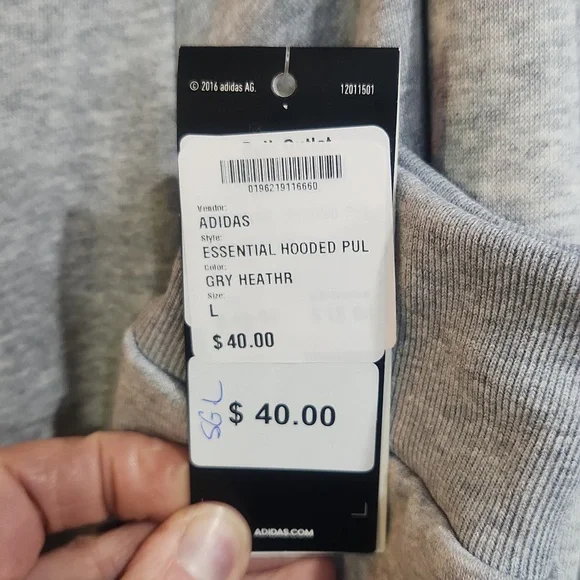 © 2016 adidas AG.
12011501
0196219116660
Vendor:
ADIDAS
Style:
ESSENTIAL HOODED PUL
Color:
GRY HEATHR
Size:
L
$ 40.00
SGL
$ 40.00
L
ADIDAS.COM